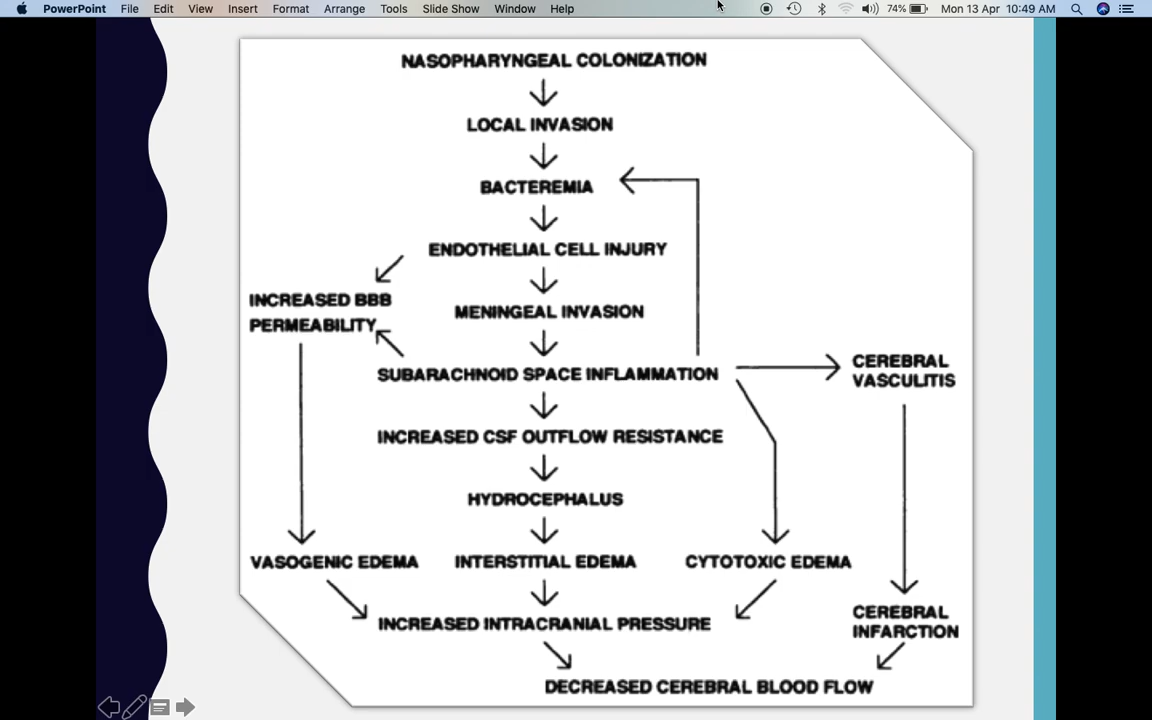 PowerPoint File Edit View Insert Format Arrange Tools Slide Show Window Help 74% Mon 13 Apr 10:49 AM
NASOPHARYNGEAL COLONIZATION
LOCAL INVASION
BACTEREMIA
ENDOTHELIAL CELL INJURY
INCREASED BBB
PERMEABILITY
MENINGEAL INVASION
SUBARACHNOID SPACE INFLAMMATION
CEREBRAL
VASCULITIS
INCREASED CSF OUTFLOW RESISTANCE
HYDROCEPHALUS
VASOGENIC EDEMA
INTERSTITIAL EDEMA
CYTOTOXIC EDEMA
INCREASED INTRACRANIAL PRESSURE
CEREBRAL
INFARCTION
DECREASED CEREBRAL BLOOD FLOW